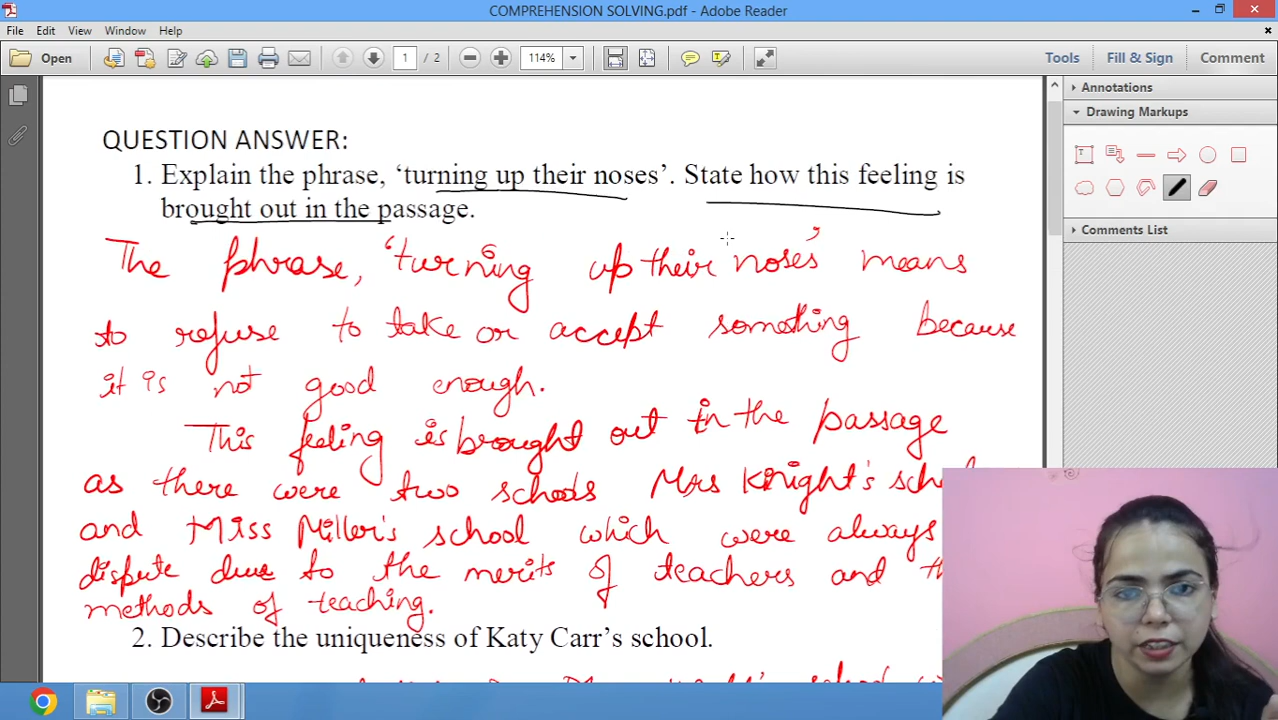 COMPREHENSION SOLVING.pdf - Adobe Reader
File Edit View Window Help
Open 1 / 2 114% Tools Fill & Sign Comment
Annotations
Drawing Markups
Comments List
QUESTION ANSWER:
1. Explain the phrase, ‘turning up their noses’. State how this feeling is
brought out in the passage.
The phrase, ‘turning up their noses’ means
to refuse to take or accept something because
it is not good enough.
This feeling is brought out in the passage
as there were two schools Mrs Knight's
and Miss Miller's school which were always
dispute due to the merits of teachers and
methods of teaching.
2. Describe the uniqueness of Katy Carr’s school.